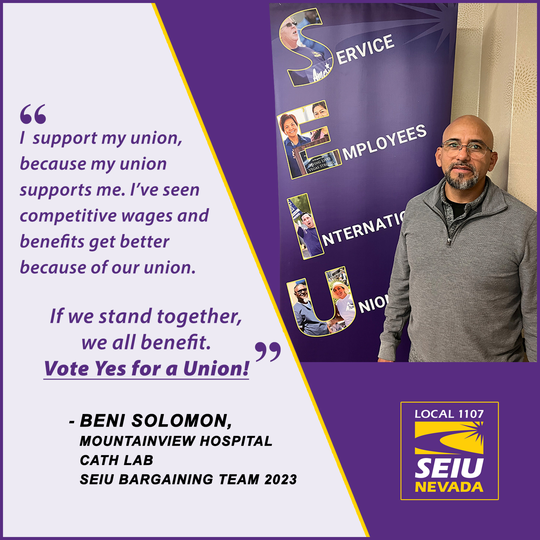 “
I support my union,
because my union
supports me. I’ve seen
competitive wages and
benefits get better
because of our union.
If we stand together,
we all benefit.
Vote Yes for a Union!
”
- BENI SOLOMON,
MOUNTAINVIEW HOSPITAL
CATH LAB
SEIU BARGAINING TEAM 2023
SERVICE
EMPLOYEES
INTERNATIO
UNIO
LOCAL 1107
SEIU
NEVADA